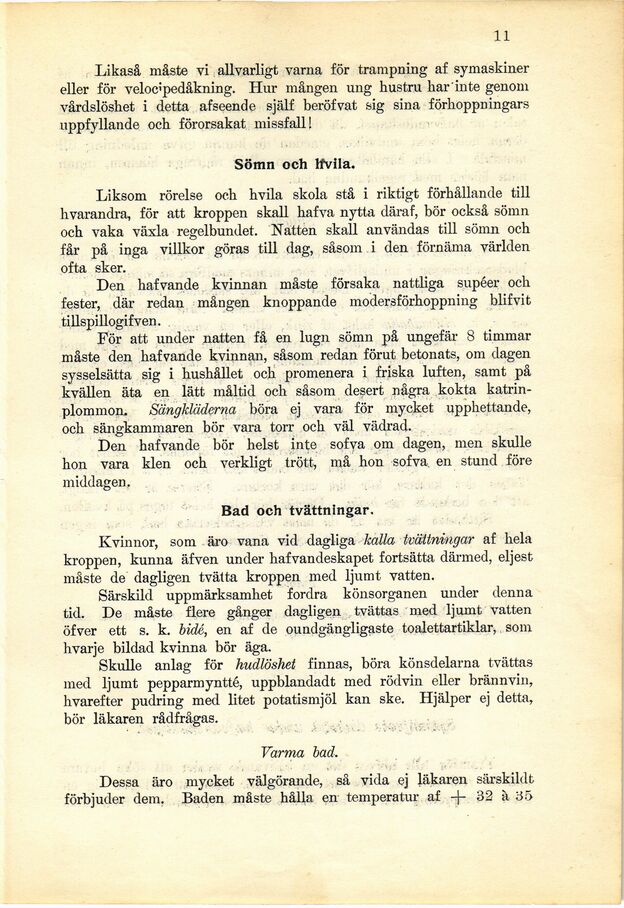 11
Likaså måste vi allvarligt varna för trampning af symaskiner
eller för velocipedåkning. Hur mången ung hustru har inte genom
vårdslöshet i detta afseende själf beröfvat sig sina förhoppningars
uppfyllande och förorsakat missfall!
Sömn och hvila.
Liksom rörelse och hvila skola stå i riktigt förhållande till
hvarandra, för att kroppen skall hafva nytta däraf, bör också sömn
och vaka växla regelbundet. Natten skall användas till sömn och
får på inga villkor göras till dag, såsom i den förnäma världen
ofta sker.
Den hafvande kvinnan måste försaka nattliga supéer och
fester, där redan mången knoppande modersförhoppning blifvit
tillspillogifven.
För att under natten få en lugn sömn på ungefär 8 timmar
måste den hafvande kvinnan, såsom redan förut betonats, om dagen
sysselsätta sig i hushållet och promenera i friska luften, samt på
kvällen äta en lätt måltid och såsom desert några kokta katrin-
plommon. Sängkläderna böra ej vara för mycket upphettande,
och sängkammaren bör vara torr och väl vädrad.
Den hafvande bör helst inte sofva om dagen, men skulle
hon vara klen och verkligt trött, må hon sofva en stund före
middagen.
Bad och tvättningar.
Kvinnor, som äro vana vid dagliga kalla tvättningar af hela
kroppen, kunna äfven under hafvandeskapet fortsätta därmed, eljest
måste de dagligen tvätta kroppen med ljumt vatten.
Särskild uppmärksamhet fordra könsorganen under denna
tid. De måste flere gånger dagligen tvättas med ljumt vatten
öfver ett s. k. bidé, en af de oundgängligaste toalettartiklar, som
hvarje bildad kvinna bör äga.
Skulle anlag för hudlöshet finnas, böra könsdelarna tvättas
med ljumt pepparmyntté, uppblandadt med rödvin eller brännvin,
hvarefter pudring med litet potatismjöl kan ske. Hjälper ej detta,
bör läkaren rådfrågas.
Varma bad.
Dessa äro mycket välgörande, så vida ej läkaren särskildt
förbjuder dem. Baden måste hålla en temperatur af + 32 à 35